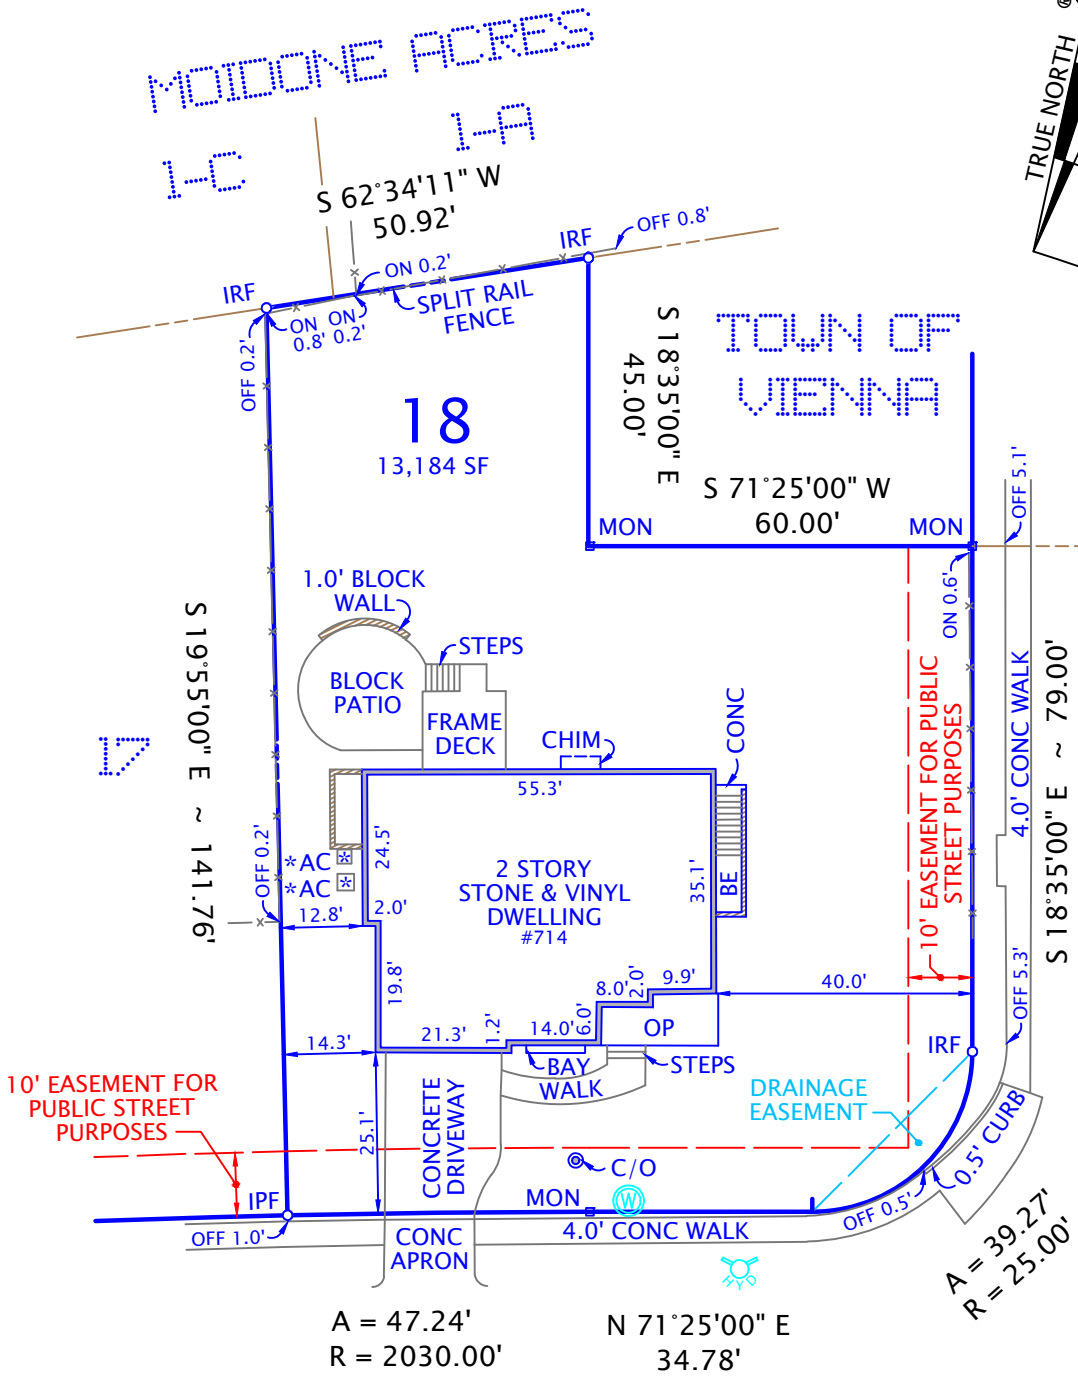 MOIDONE ACRES
1-C
1-A
TRUE NORTH
S 62°34'11" W
50.92'
IRF
IRF
OFF 0.8'
ON 0.2'
SPLIT RAIL
FENCE
ON
0.8'
ON
0.2'
OFF 0.2'
18
13,184 SF
S 18°35'00" E
45.00'
TOWN OF
VIENNA
S 71°25'00" W
60.00'
MON
MON
OFF 5.1'
ON 0.6'
1.0' BLOCK
WALL
STEPS
BLOCK
PATIO
FRAME
DECK
CHIM
CONC
S 19°55'00" E ~ 141.76'
17
10' EASEMENT FOR PUBLIC
STREET PURPOSES
4.0' CONC WALK
S 18°35'00" E ~ 79.00'
55.3'
24.5'
35.1'
BE
OFF 0.2'
*AC *
*AC *
2 STORY
STONE & VINYL
DWELLING
#714
12.8'
2.0'
19.8'
8.0'
2.0'
9.9'
40.0'
OFF 5.3'
14.3'
21.3'
1.2'
14.0'
6.0'
OP
IRF
BAY
STEPS
WALK
10' EASEMENT FOR
PUBLIC STREET
PURPOSES
25.1'
CONCRETE
DRIVEWAY
DRAINAGE
EASEMENT
0.5' CURB
C/O
IPF
MON
W
OFF 0.5'
OFF 1.0'
CONC
APRON
4.0' CONC WALK
HYD
A = 39.27'
R = 25.00'
A = 47.24'
R = 2030.00'
N 71°25'00" E
34.78'